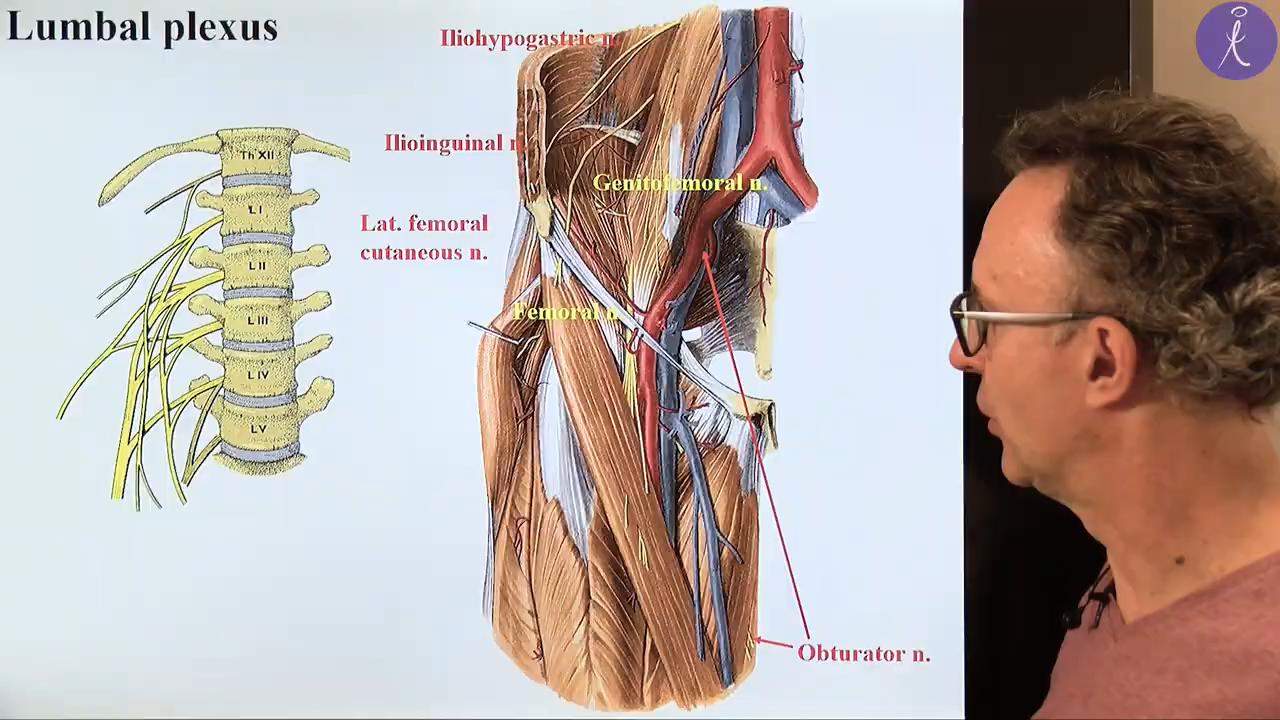 Lumbal plexus
Iliohypogastric n.
Ilioinguinal n.
Genitofemoral n.
Lat. femoral
cutaneous n.
Femoral n.
Obturator n.
Th XII
L I
L II
L III
L IV
L V